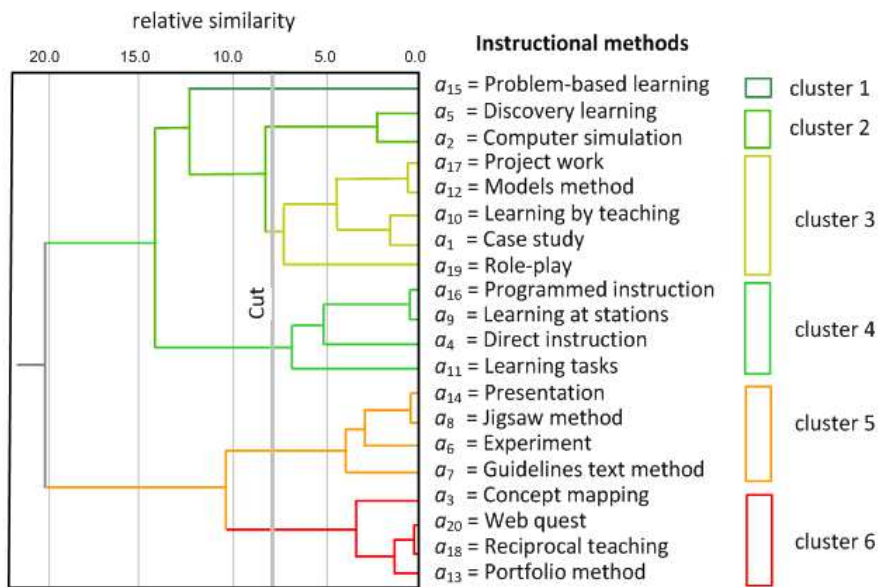 relative similarity
20.0 15.0 10.0 5.0 0.0
Instructional methods
a15 = Problem-based learning
a5 = Discovery learning
a2 = Computer simulation
a17 = Project work
a12 = Models method
a10 = Learning by teaching
a1 = Case study
a19 = Role-play
a16 = Programmed instruction
a9 = Learning at stations
a4 = Direct instruction
a11 = Learning tasks
a14 = Presentation
a8 = Jigsaw method
a6 = Experiment
a7 = Guidelines text method
a3 = Concept mapping
a20 = Web quest
a18 = Reciprocal teaching
a13 = Portfolio method
Cut
cluster 1
cluster 2
cluster 3
cluster 4
cluster 5
cluster 6